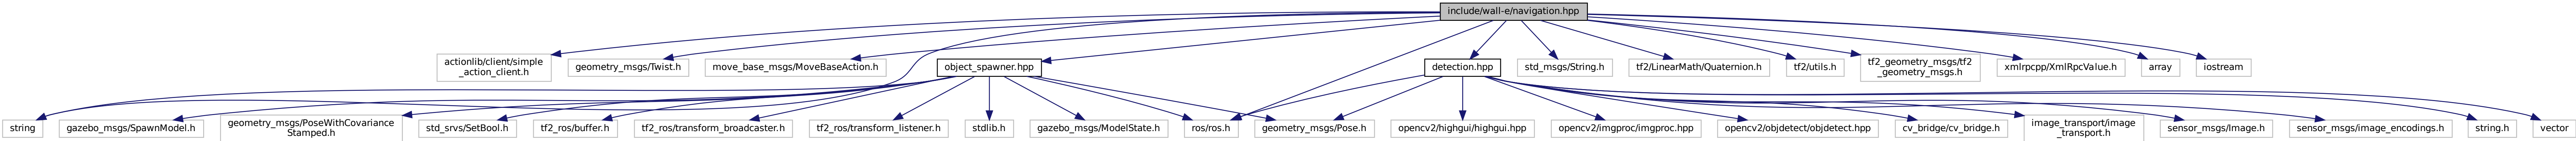 include/wall-e/navigation.hpp
actionlib/client/simple
_action_client.h
geometry_msgs/Twist.h
move_base_msgs/MoveBaseAction.h
object_spawner.hpp
detection.hpp
std_msgs/String.h
tf2/LinearMath/Quaternion.h
tf2/utils.h
tf2_geometry_msgs/tf2
_geometry_msgs.h
xmlrpcpp/XmlRpcValue.h
array
iostream
string
gazebo_msgs/SpawnModel.h
geometry_msgs/PoseWithCovariance
Stamped.h
std_srvs/SetBool.h
tf2_ros/buffer.h
tf2_ros/transform_broadcaster.h
tf2_ros/transform_listener.h
stdlib.h
gazebo_msgs/ModelState.h
ros/ros.h
geometry_msgs/Pose.h
opencv2/highgui/highgui.hpp
opencv2/imgproc/imgproc.hpp
opencv2/objdetect/objdetect.hpp
cv_bridge/cv_bridge.h
image_transport/image
_transport.h
sensor_msgs/Image.h
sensor_msgs/image_encodings.h
string.h
vector